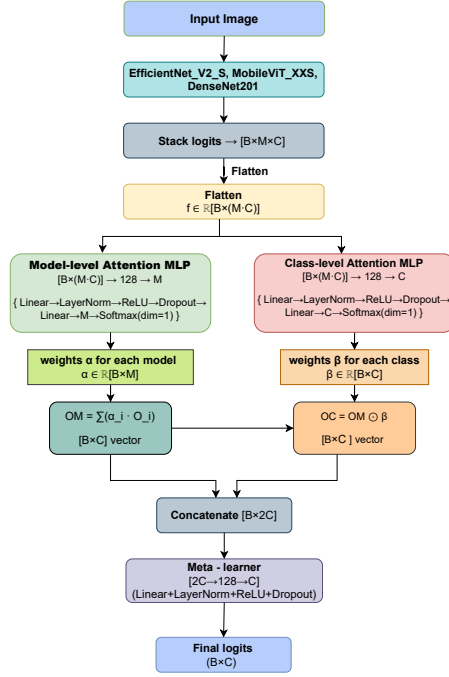 Input Image
EfficientNet_V2_S, MobileViT_XXS,
DenseNet201
Stack logits → [B×M×C]
Flatten
Flatten
f ∈ ℝ[B×(M·C)]
Model-level Attention MLP
[B×(M·C)] → 128 → M
{ Linear→LayerNorm→ReLU→Dropout→
Linear→M→Softmax(dim=1) }
Class-level Attention MLP
[B×(M·C)] → 128 → C
{ Linear→LayerNorm→ReLU→Dropout→
Linear→C→Softmax(dim=1) }
weights α for each model
α ∈ ℝ[B×M]
weights β for each class
β ∈ ℝ[B×C]
OM = ∑(α_i · O_i)
[B×C] vector
OC = OM ⊙ β
[B×C ] vector
Concatenate [B×2C]
Meta - learner
[2C→128→C]
(Linear+LayerNorm+ReLU+Dropout)
Final logits
(B×C)